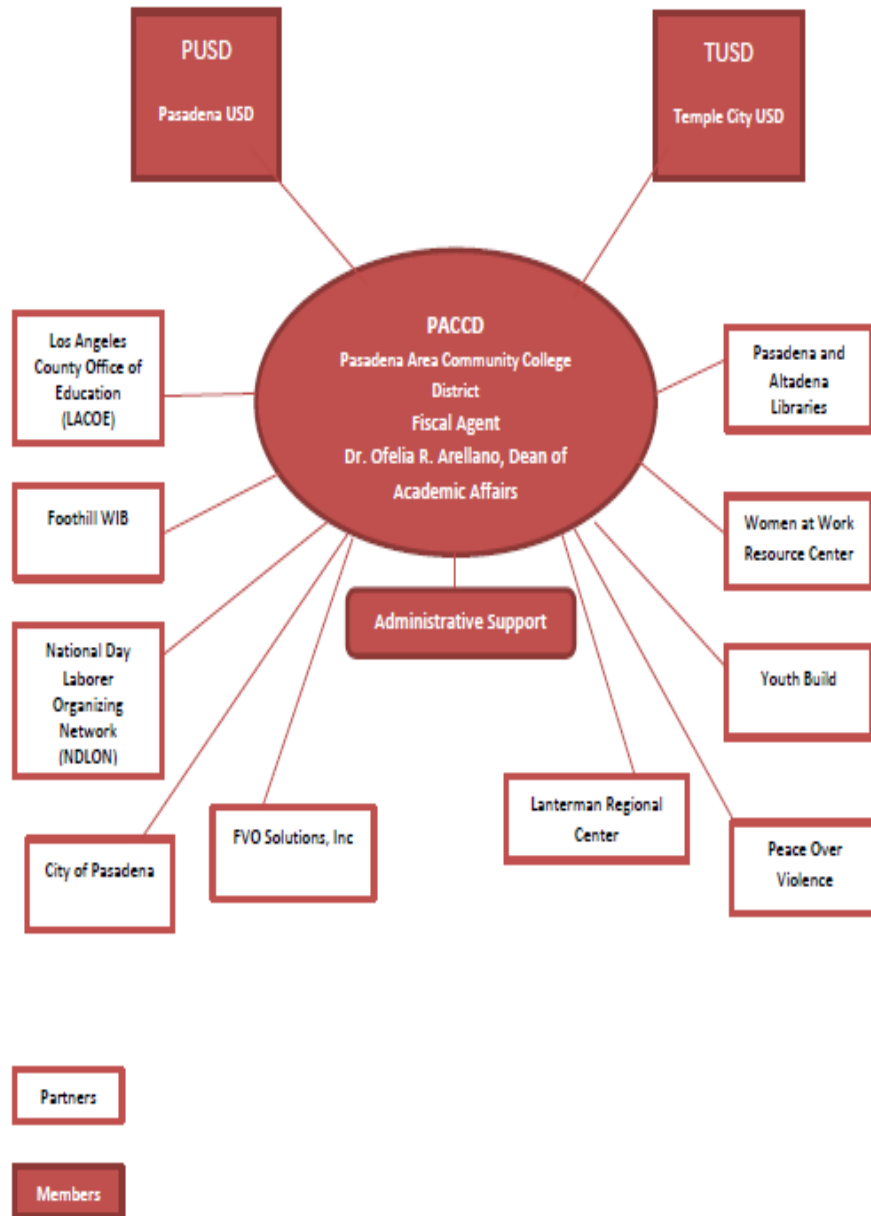 PUSD
Pasadena USD
TUSD
Temple City USD
PACCD
Pasadena Area Community College
District
Fiscal Agent
Dr. Ofelia R. Arellano, Dean of
Academic Affairs
Los Angeles
County Office of
Education
(LACOE)
Pasadena and
Altadena
Libraries
Foothill WIB
Women at Work
Resource Center
Administrative Support
National Day
Laborer
Organizing
Network
(NDLON)
Youth Build
City of Pasadena
FVO Solutions, Inc
Lanterman Regional
Center
Peace Over
Violence
Partners
Members